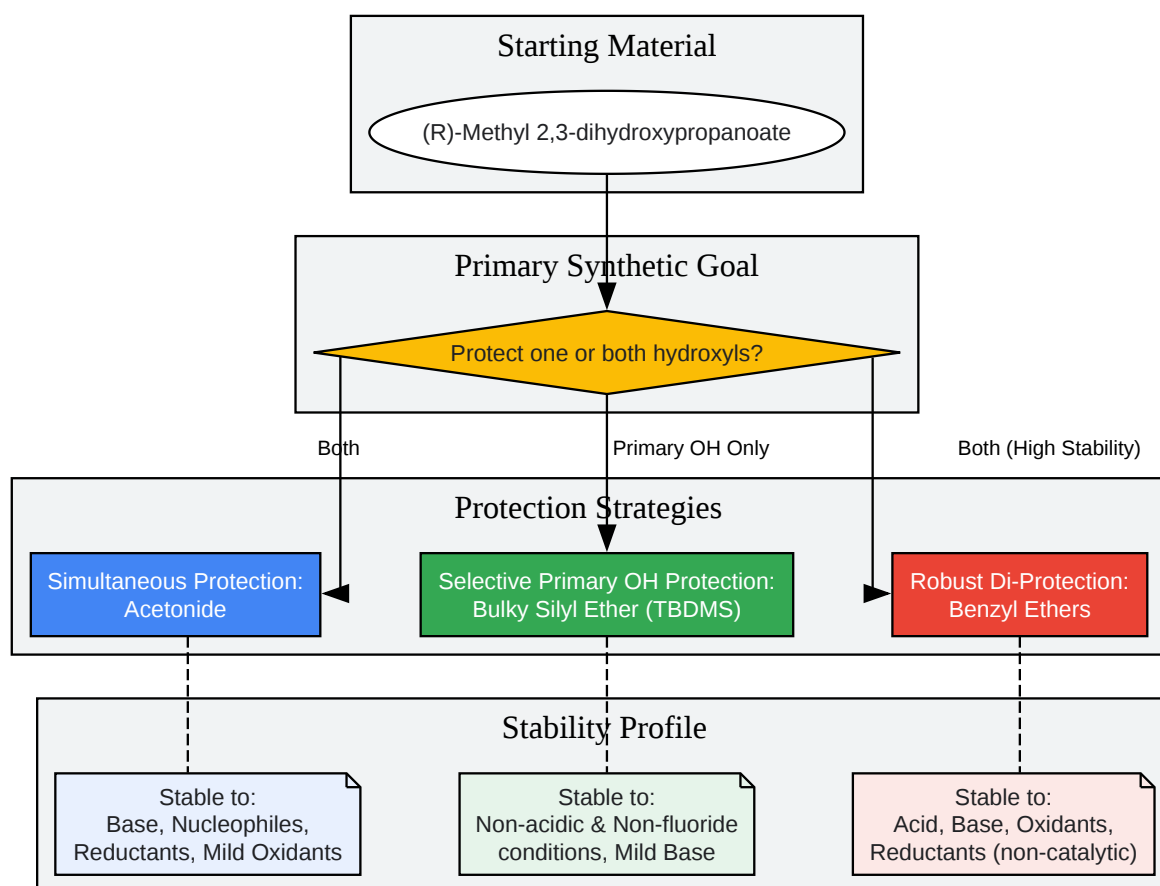 Starting Material
(R)-Methyl 2,3-dihydroxypropanoate
Primary Synthetic Goal
Protect one or both hydroxyls?
Both
Primary OH Only
Both (High Stability)
Protection Strategies
Simultaneous Protection:
Acetonide
Selective Primary OH Protection:
Bulky Silyl Ether (TBDMS)
Robust Di-Protection:
Benzyl Ethers
Stability Profile
Stable to:
Base, Nucleophiles,
Reductants, Mild Oxidants
Stable to:
Non-acidic & Non-fluoride
conditions, Mild Base
Stable to:
Acid, Base, Oxidants,
Reductants (non-catalytic)